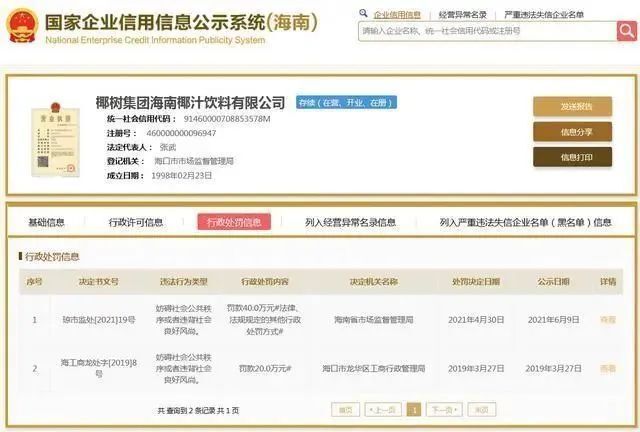 国家企业信用信息公示系统(海南)
National Enterprise Credit Information Publicity System
企业信用信息 | 经营异常名录 | 严重违法失信企业名单
请输入企业名称、统一社会信用代码或注册号
营业执照
椰树集团海南椰汁饮料有限公司 存续（在营、开业、在册）
统一社会信用代码： 91460000708853578M
注册号： 460000000096947
法定代表人： 张武
登记机关： 海口市市场监督管理局
成立日期： 1998年02月23日
发送报告
信息分享
信息打印
基础信息 行政许可信息 行政处罚信息 列入经营异常名录信息 列入严重违法失信企业名单（黑名单）信息
行政处罚信息
序号 决定书文号 违法行为类型 行政处罚内容 决定机关名称 处罚决定日期 公示日期 详情
1 琼市监处[2021]19号 妨碍社会公共秩序或者违背社会良好风尚。 罚款40.0万元#法律、法规规定的其他行政处罚方式# 海南省市场监督管理局 2021年4月30日 2021年6月9日 查看
2 海工商龙处字[2019]8号 妨碍社会公共秩序或者违背社会良好风尚。 罚款20.0万元# 海口市龙华区工商行政管理局 2019年3月27日 2019年3月27日 查看
共 查询到 2 条记录 共 1 页 首页 上一页 1 下一页 末页